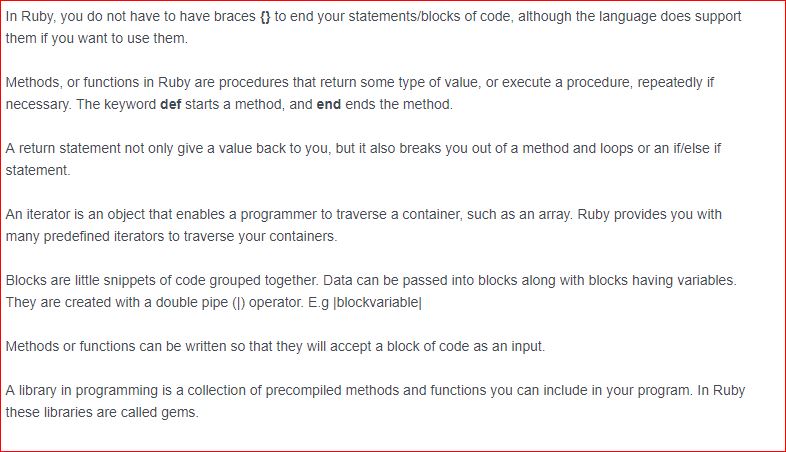 In Ruby, you do not have to have braces {} to end your statements/blocks of code, although the language does support
them if you want to use them.
Methods, or functions in Ruby are procedures that return some type of value, or execute a procedure, repeatedly if
necessary. The keyword def starts a method, and end ends the method.
A return statement not only give a value back to you, but it also breaks you out of a method and loops or an if/else if
statement.
An iterator is an object that enables a programmer to traverse a container, such as an array. Ruby provides you with
many predefined iterators to traverse your containers.
Blocks are little snippets of code grouped together. Data can be passed into blocks along with blocks having variables.
They are created with a double pipe (|) operator. E.g |blockvariable|
Methods or functions can be written so that they will accept a block of code as an input.
A library in programming is a collection of precompiled methods and functions you can include in your program. In Ruby
these libraries are called gems.